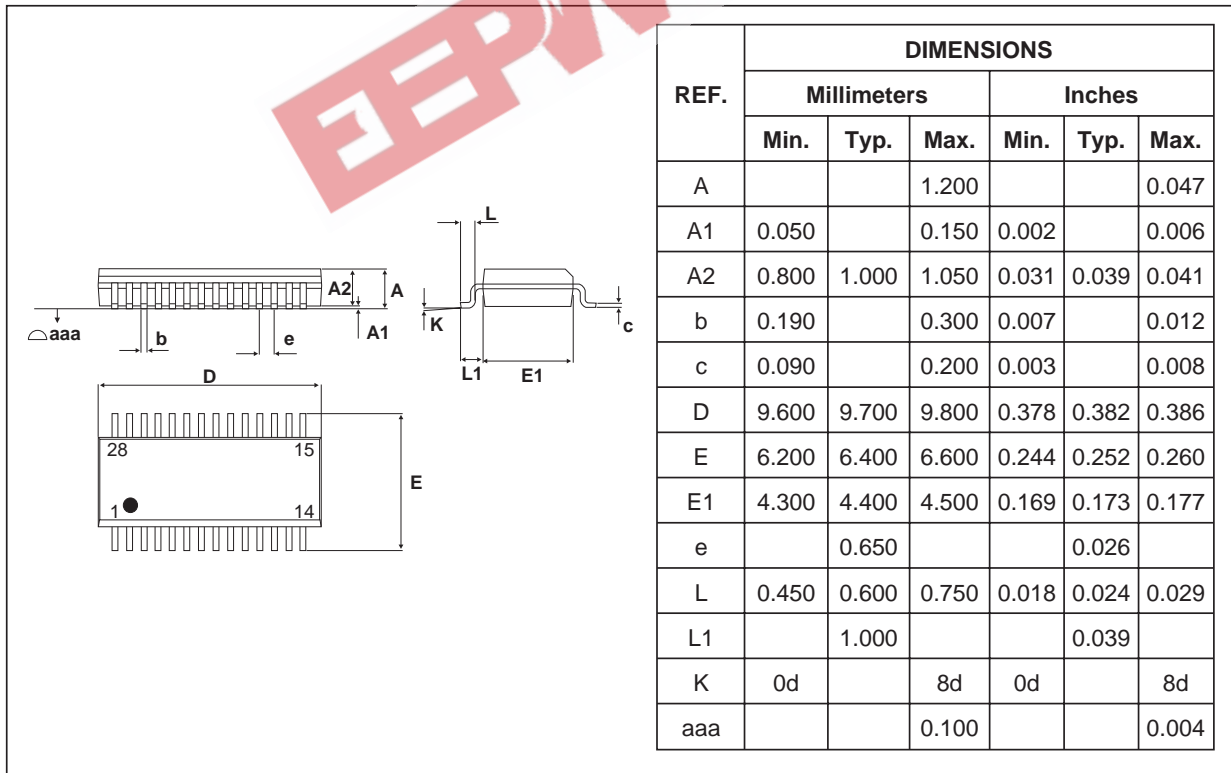 EEPW
DIMENSIONS
REF. Millimeters Inches
Min. Typ. Max. Min. Typ. Max.
A 1.200 0.047
A1 0.050 0.150 0.002 0.006
A2 0.800 1.000 1.050 0.031 0.039 0.041
b 0.190 0.300 0.007 0.012
c 0.090 0.200 0.003 0.008
D 9.600 9.700 9.800 0.378 0.382 0.386
E 6.200 6.400 6.600 0.244 0.252 0.260
E1 4.300 4.400 4.500 0.169 0.173 0.177
e 0.650 0.026
L 0.450 0.600 0.750 0.018 0.024 0.029
L1 1.000 0.039
K 0d 8d 0d 8d
aaa 0.100 0.004
L
A2 A
K c
aaa b e A1
L1 E1
D
28 15
E
1 14